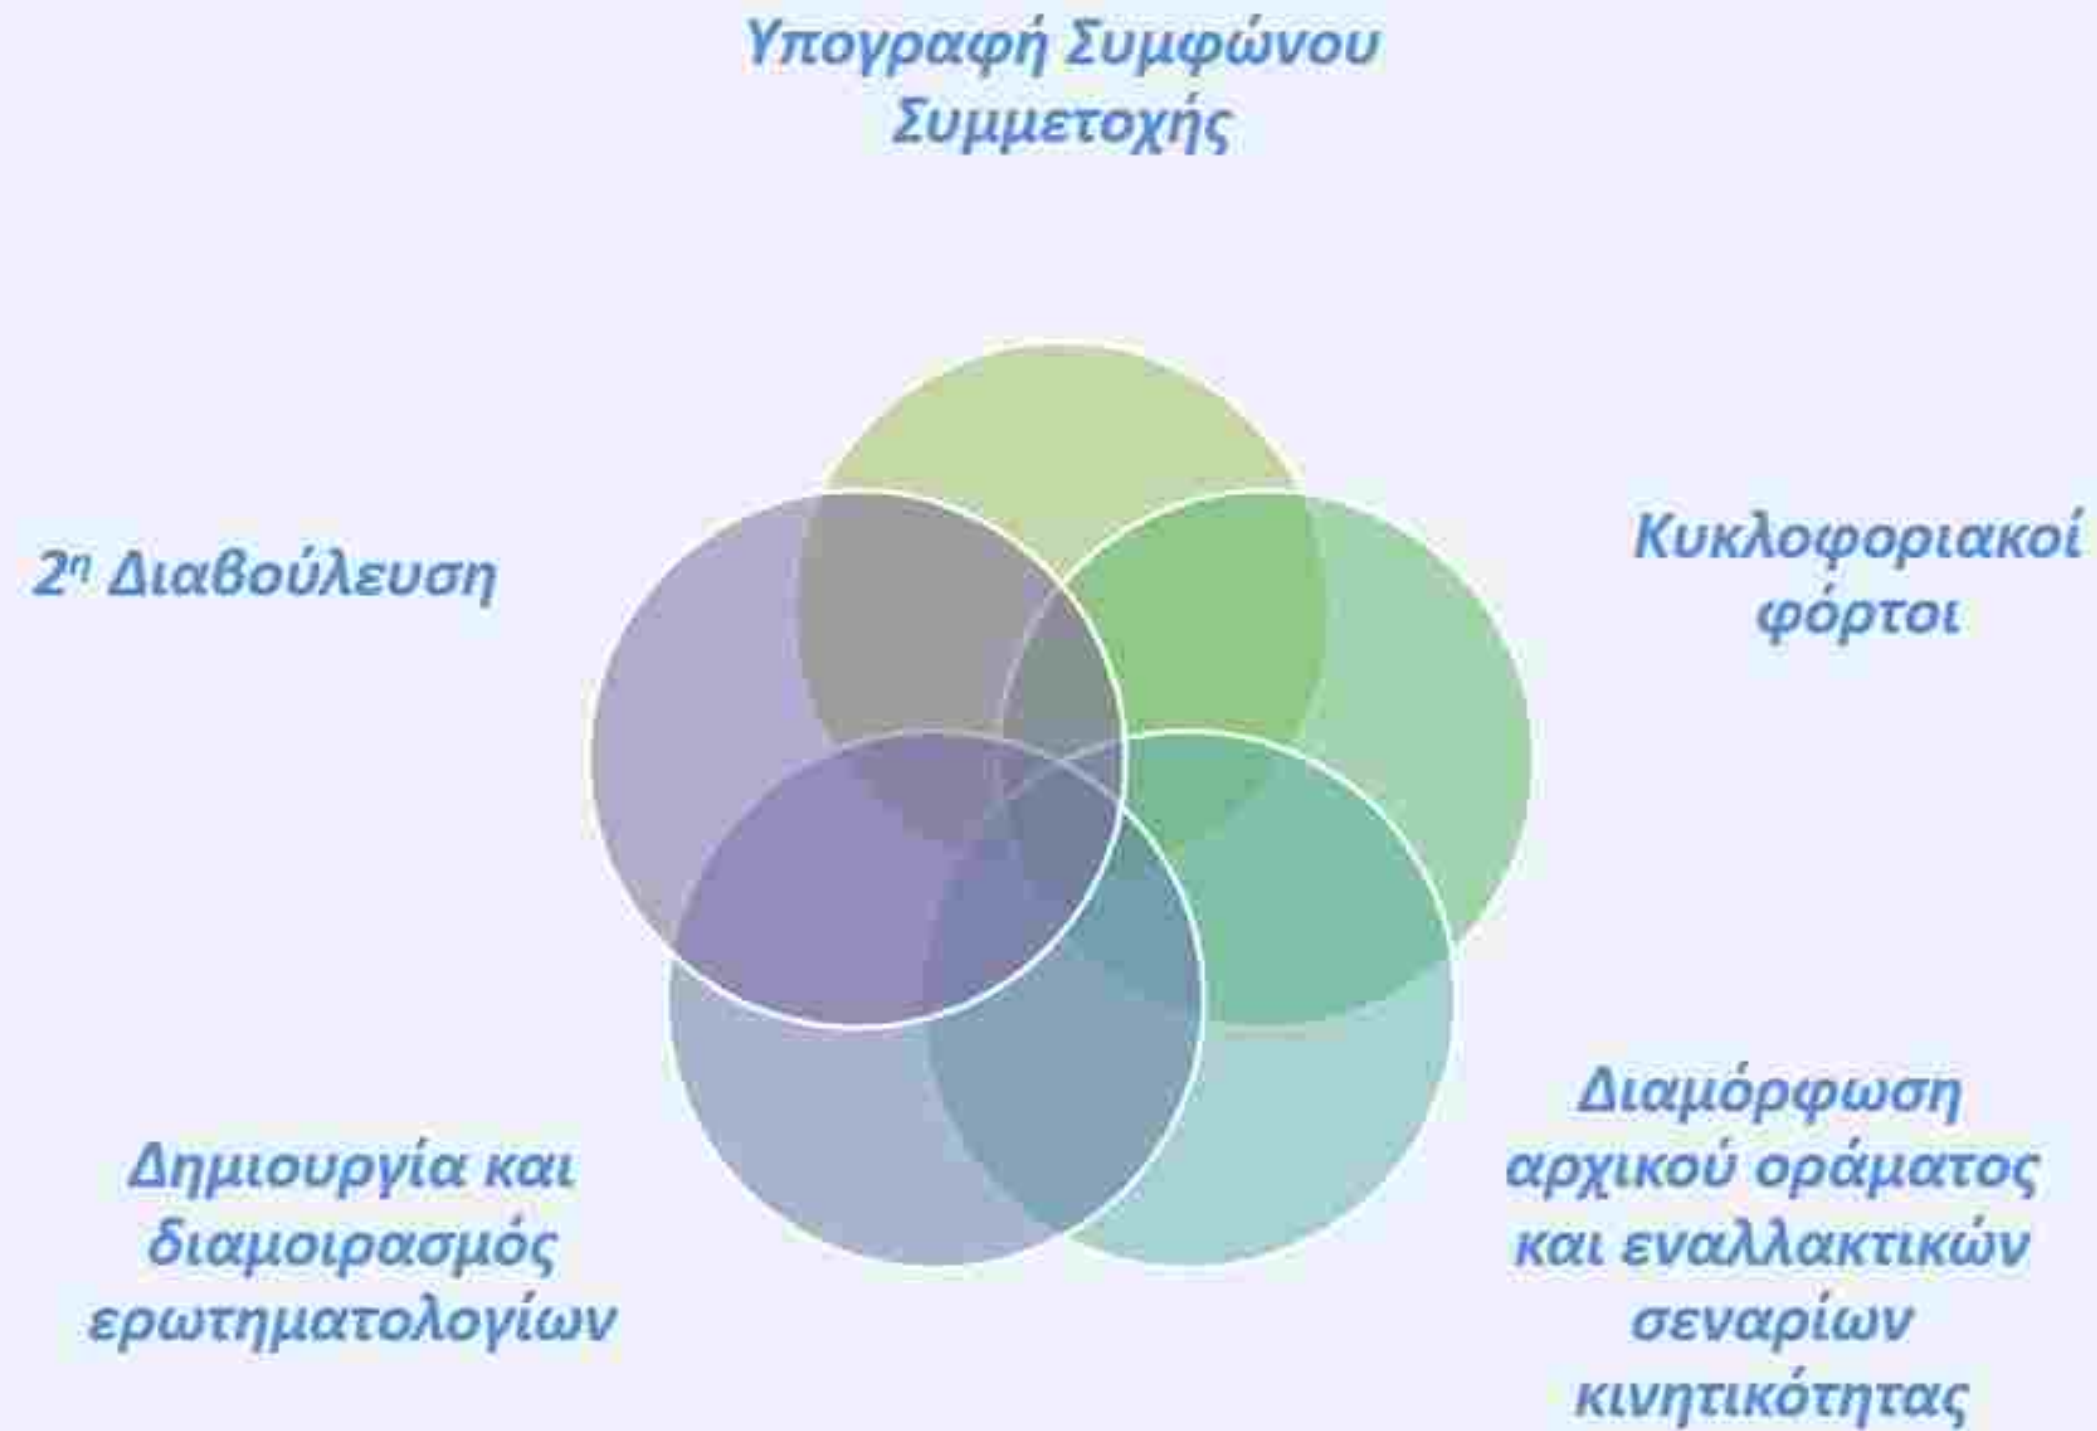 Υπογραφή Συμφώνου
Συμμετοχής
Κυκλοφοριακοί
φόρτοι
Διαμόρφωση
αρχικού οράματος
και εναλλακτικών
σεναρίων
κινητικότητας
Δημιουργία και
διαμοιρασμός
ερωτηματολογίων
2η Διαβούλευση